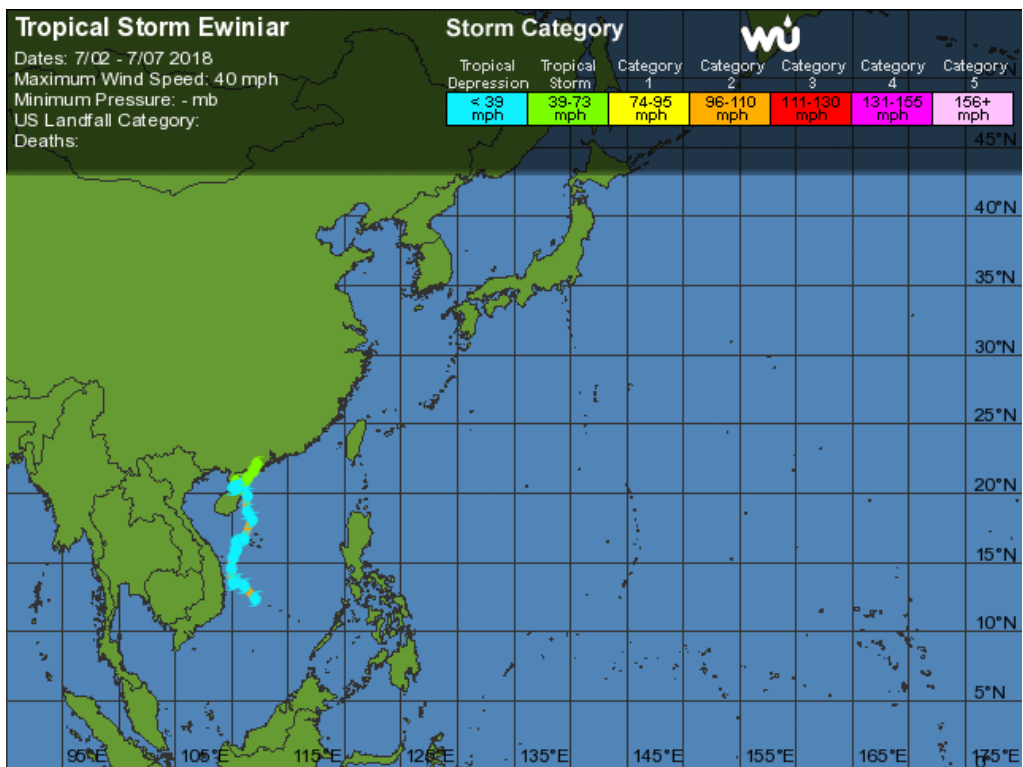 Tropical Storm Ewiniar
Dates: 7/02 - 7/07 2018
Maximum Wind Speed: 40 mph
Minimum Pressure: - mb
US Landfall Category:
Deaths:
Storm Category
wu
Tropical Depression
< 39 mph
Tropical Storm
39-73 mph
Category 1
74-95 mph
Category 2
96-110 mph
Category 3
111-130 mph
Category 4
131-155 mph
Category 5
156+ mph
45°N
40°N
35°N
30°N
25°N
20°N
15°N
10°N
5°N
95°E
105°E
115°E
126°E
135°E
145°E
155°E
165°E
175°E